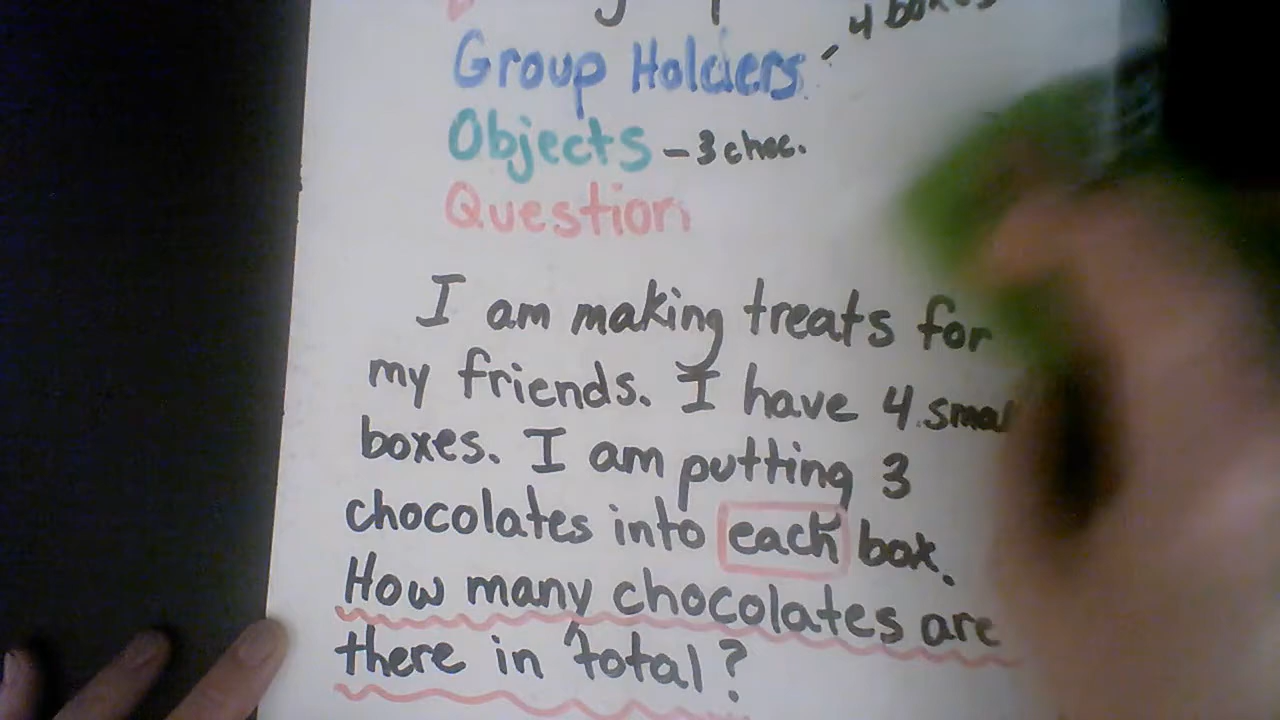 4 boxes
Group Holders
Objects - 3 choc.
Question
I am making treats for
my friends. I have 4 smal
boxes. I am putting 3
chocolates into each box.
How many chocolates are
there in total?